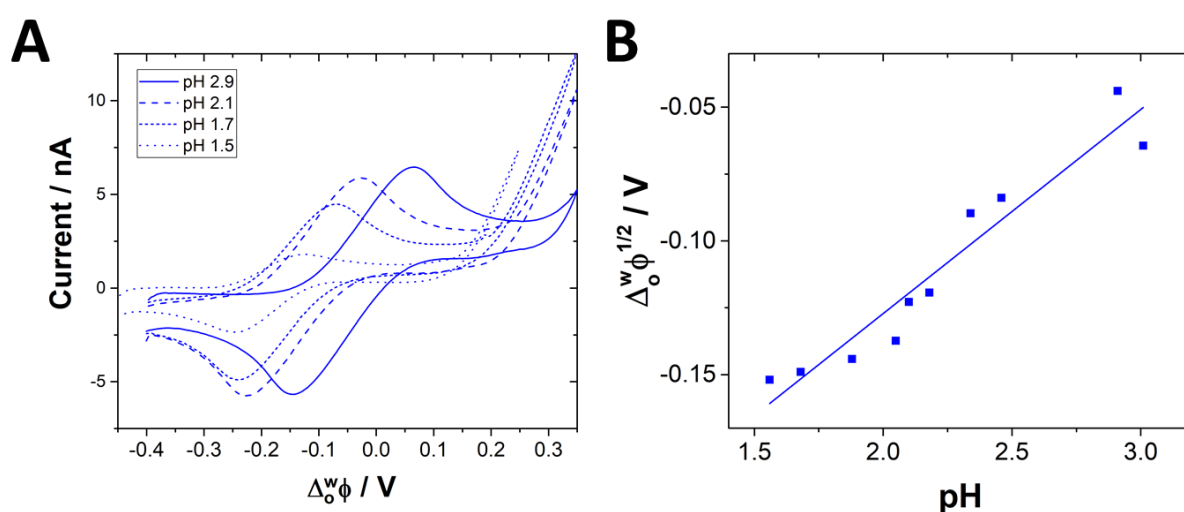 A
pH 2.9
pH 2.1
pH 1.7
pH 1.5
Current / nA
10
5
0
-5
-0.4 -0.3 -0.2 -0.1 0.0 0.1 0.2 0.3
Δ_o^w ϕ / V
B
Δ_o^w ϕ^{1/2} / V
-0.05
-0.10
-0.15
1.5 2.0 2.5 3.0
pH